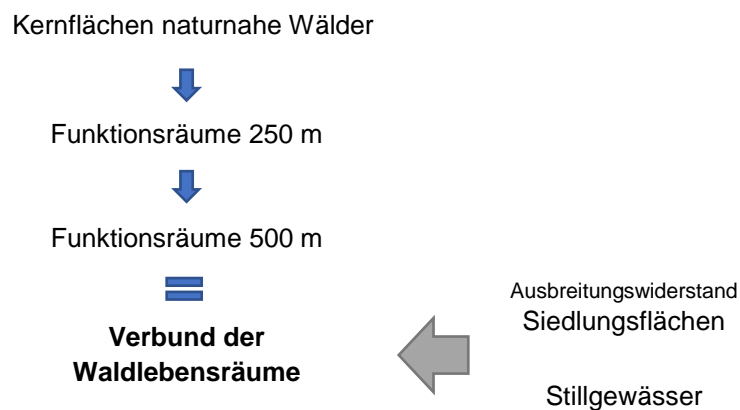 Kernflächen naturnahe Wälder
Funktionsräume 250 m
Funktionsräume 500 m
Verbund der
Waldlebensräume
Ausbreitungswiderstand
Siedlungsflächen
Stillgewässer